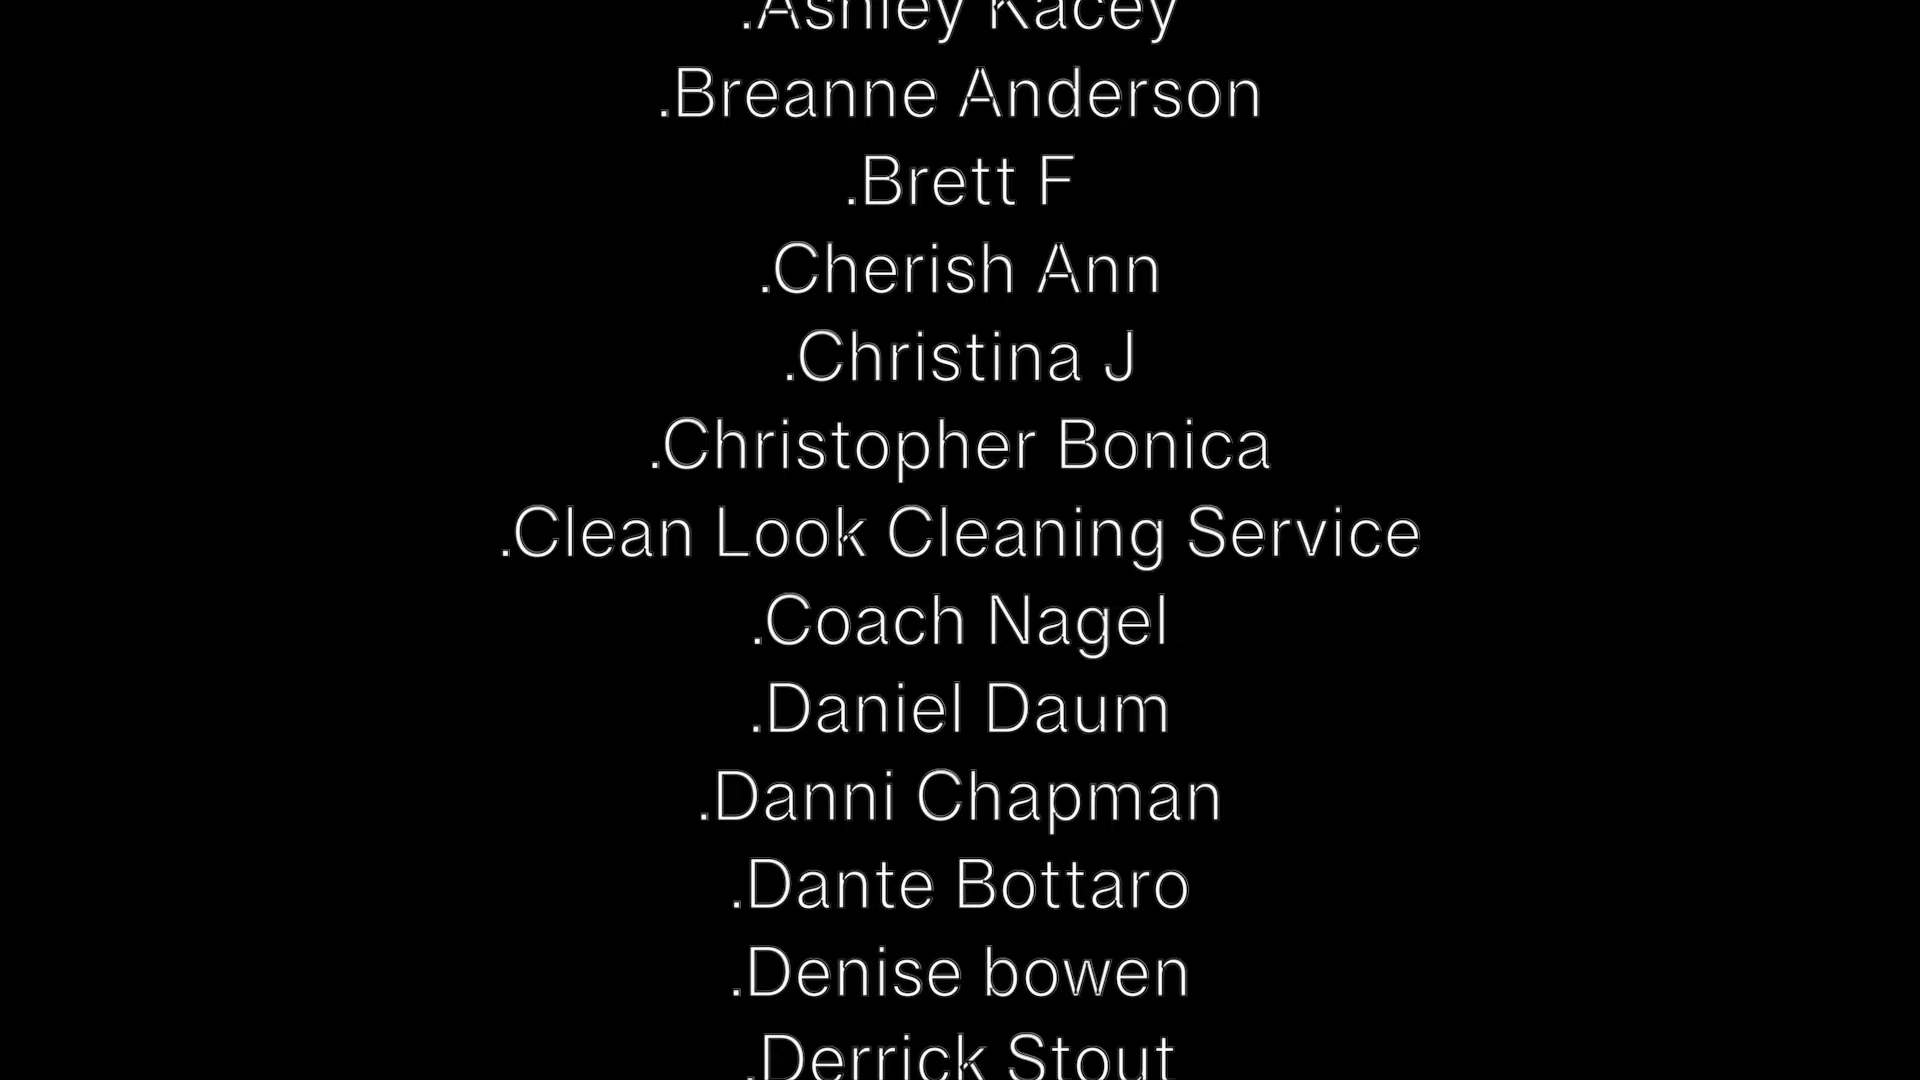 .Ashley Kacey
.Breanne Anderson
.Brett F
.Cherish Ann
.Christina J
.Christopher Bonica
.Clean Look Cleaning Service
.Coach Nagel
.Daniel Daum
.Danni Chapman
.Dante Bottaro
.Denise bowen
.Derrick Stout